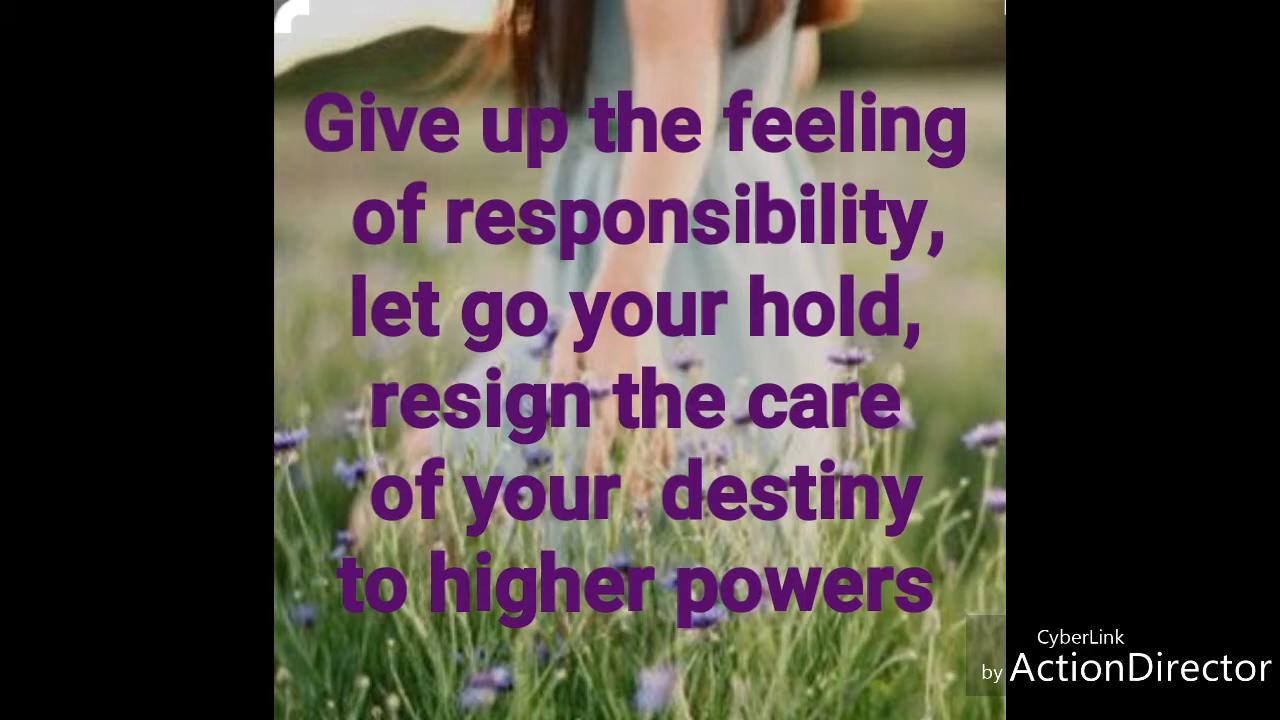 Give up the feeling
of responsibility,
let go your hold,
resign the care
of your destiny
to higher powers
CyberLink
by ActionDirector